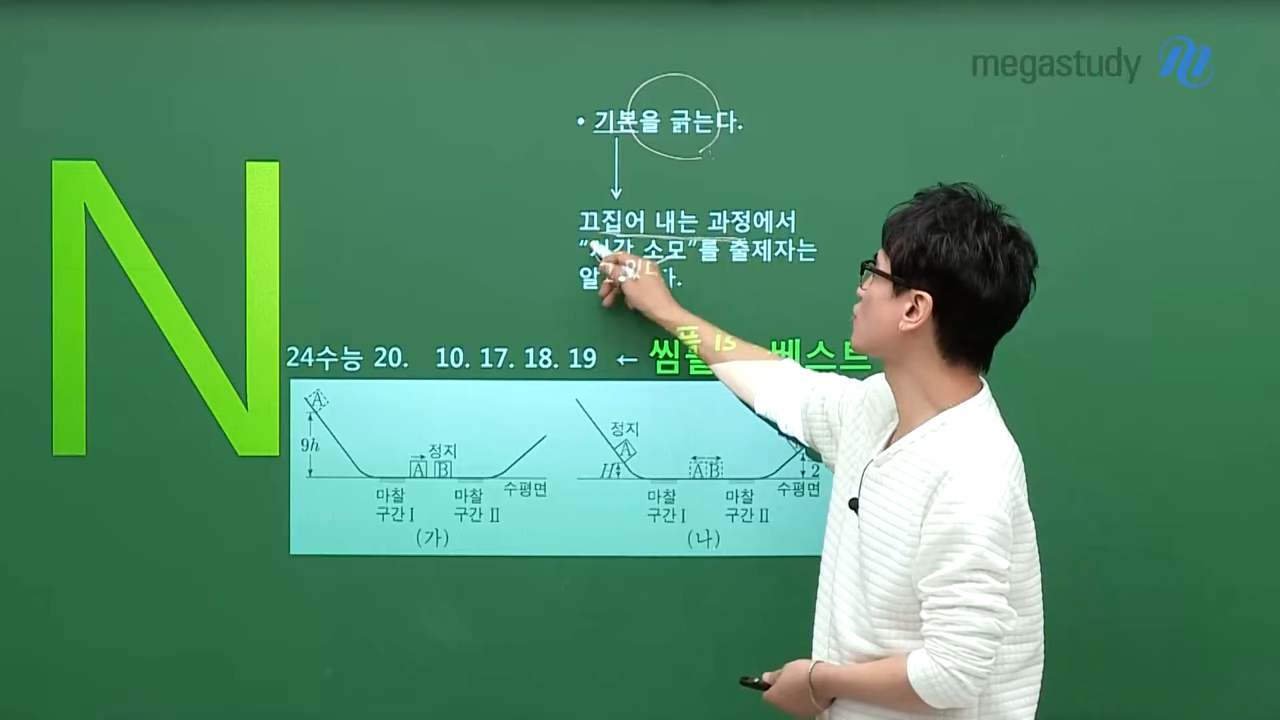 megastudy
• 기본을 긁는다.
끄집어 내는 과정에서
소모”를 출제자는
N
24수능 20. 10. 17. 18. 19 ←
A
9h
정지
A B
마찰
구간 Ⅰ
마찰
구간 Ⅱ
수평면
(가)
정지
A
H
A B
2
마찰
구간 Ⅰ
마찰
구간 Ⅱ
수평면
(나)